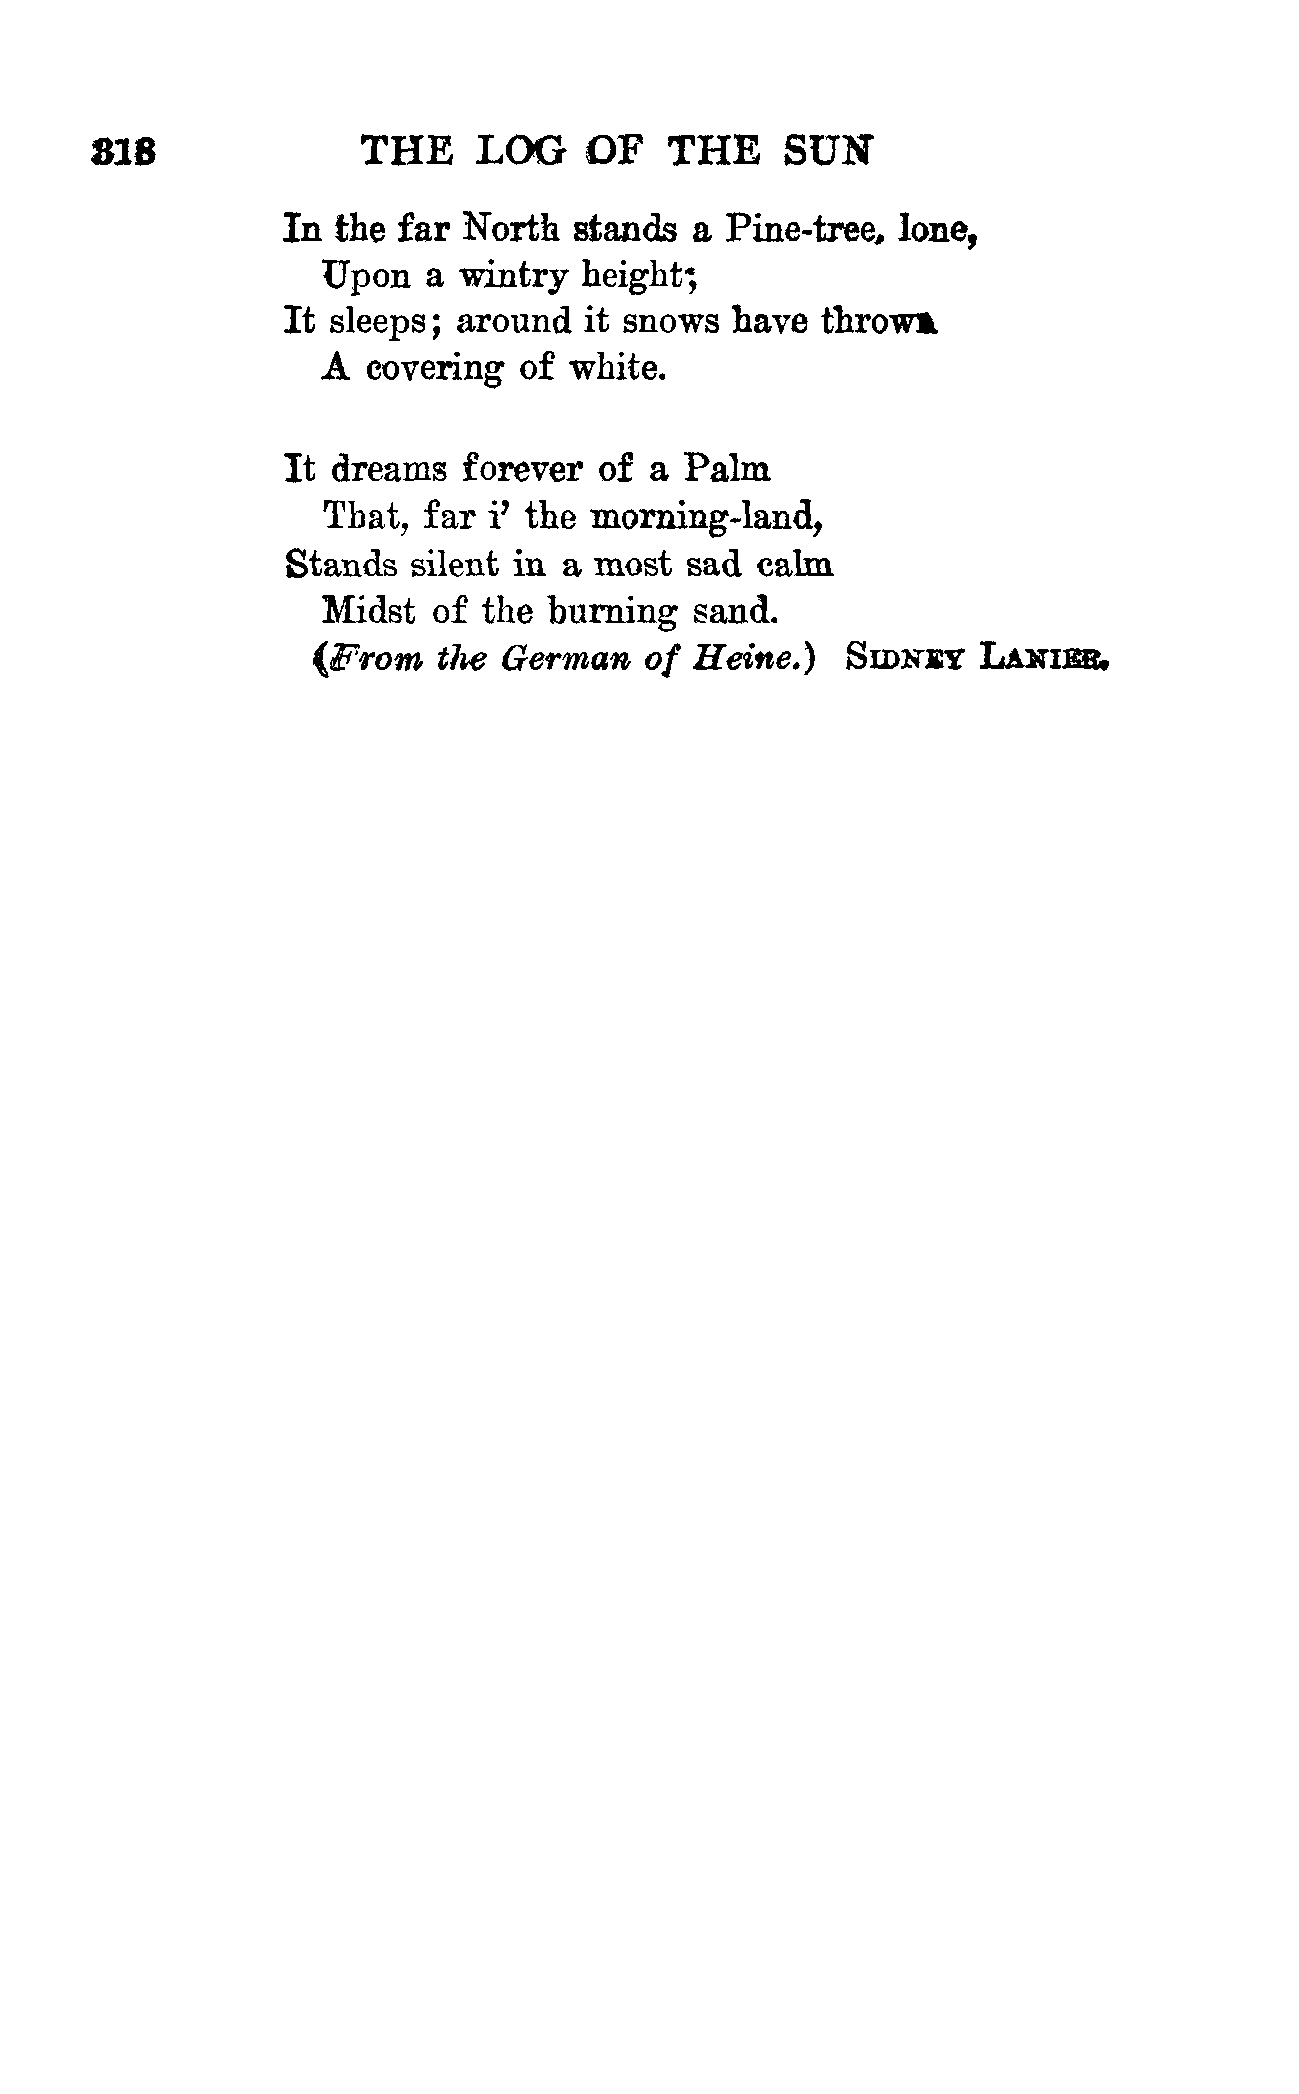 318 THE LOG OF THE SUN
In the far North stands a Pine-tree, lone,
Upon a wintry height;
It sleeps; around it snows have thrown
A covering of white.
It dreams forever of a Palm
That, far i' the morning-land,
Stands silent in a most sad calm
Midst of the burning sand.
(From the German of Heine.) SIDNEY LANIER.